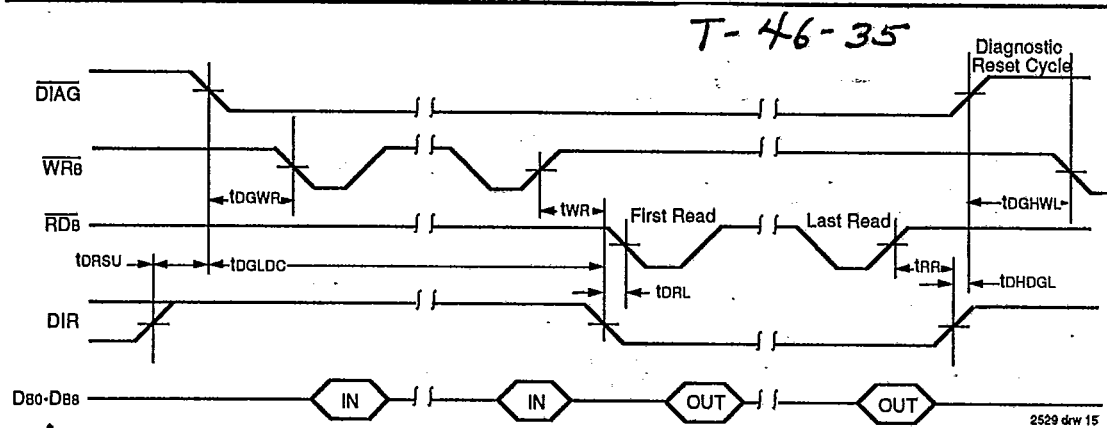 T-46-35
Diagnostic
Reset Cycle
DIAG
WRB
tDGWR
tWR
tDGHWL
RDB
First Read
Last Read
tDRSU
tDGLDC
tDRL
tRR
tDHDGL
DIR
DB0-DB8
IN
IN
OUT
OUT
2529 drw 15